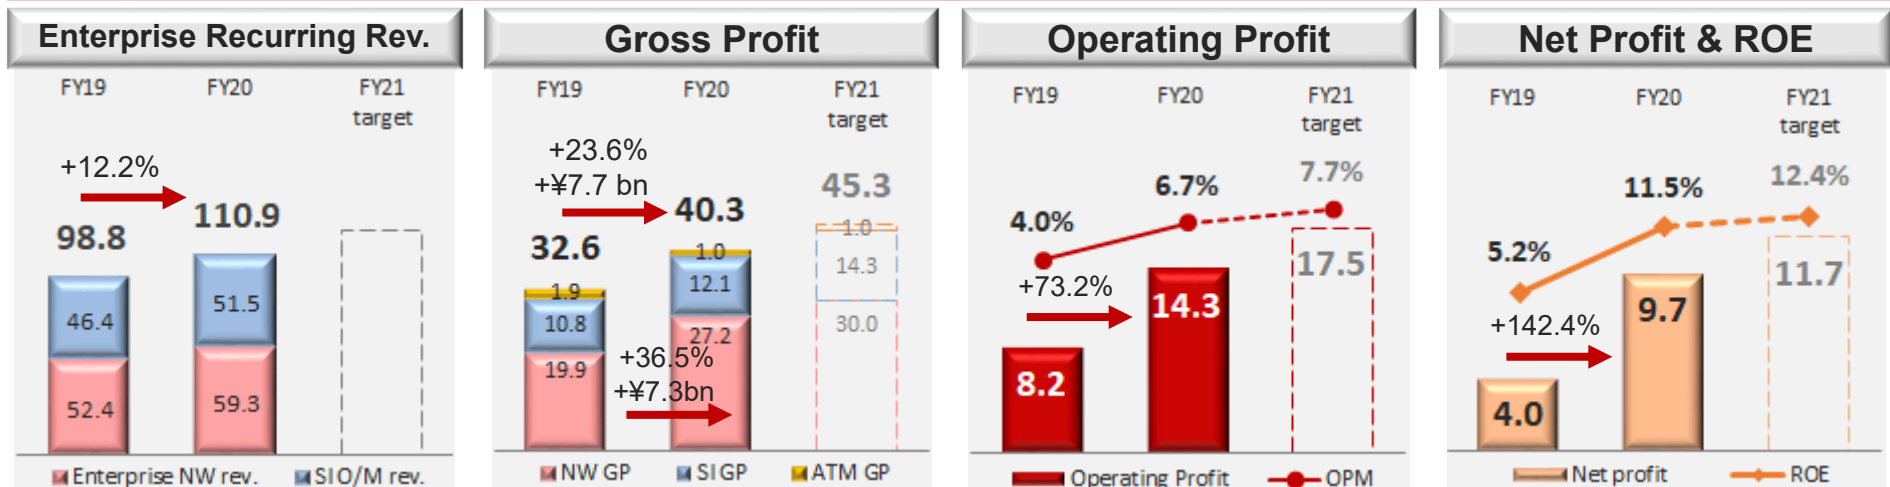 Enterprise Recurring Rev.
FY19 FY20 FY21
target
+12.2%
98.8 110.9
46.4 51.5
52.4 59.3
Enterprise NW rev. SI O/M rev.
Gross Profit
FY19 FY20 FY21
target
+23.6%
+¥7.7 bn
32.6 40.3 45.3
1.9 1.0 1.0
10.8 12.1 14.3
19.9 27.2 30.0
+36.5%
+¥7.3bn
NW GP SI GP ATM GP
Operating Profit
FY19 FY20 FY21
target
4.0% 6.7% 7.7%
+73.2%
8.2 14.3 17.5
Operating Profit OPM
Net Profit & ROE
FY19 FY20 FY21
target
5.2% 11.5% 12.4%
+142.4%
4.0 9.7 11.7
Net profit ROE